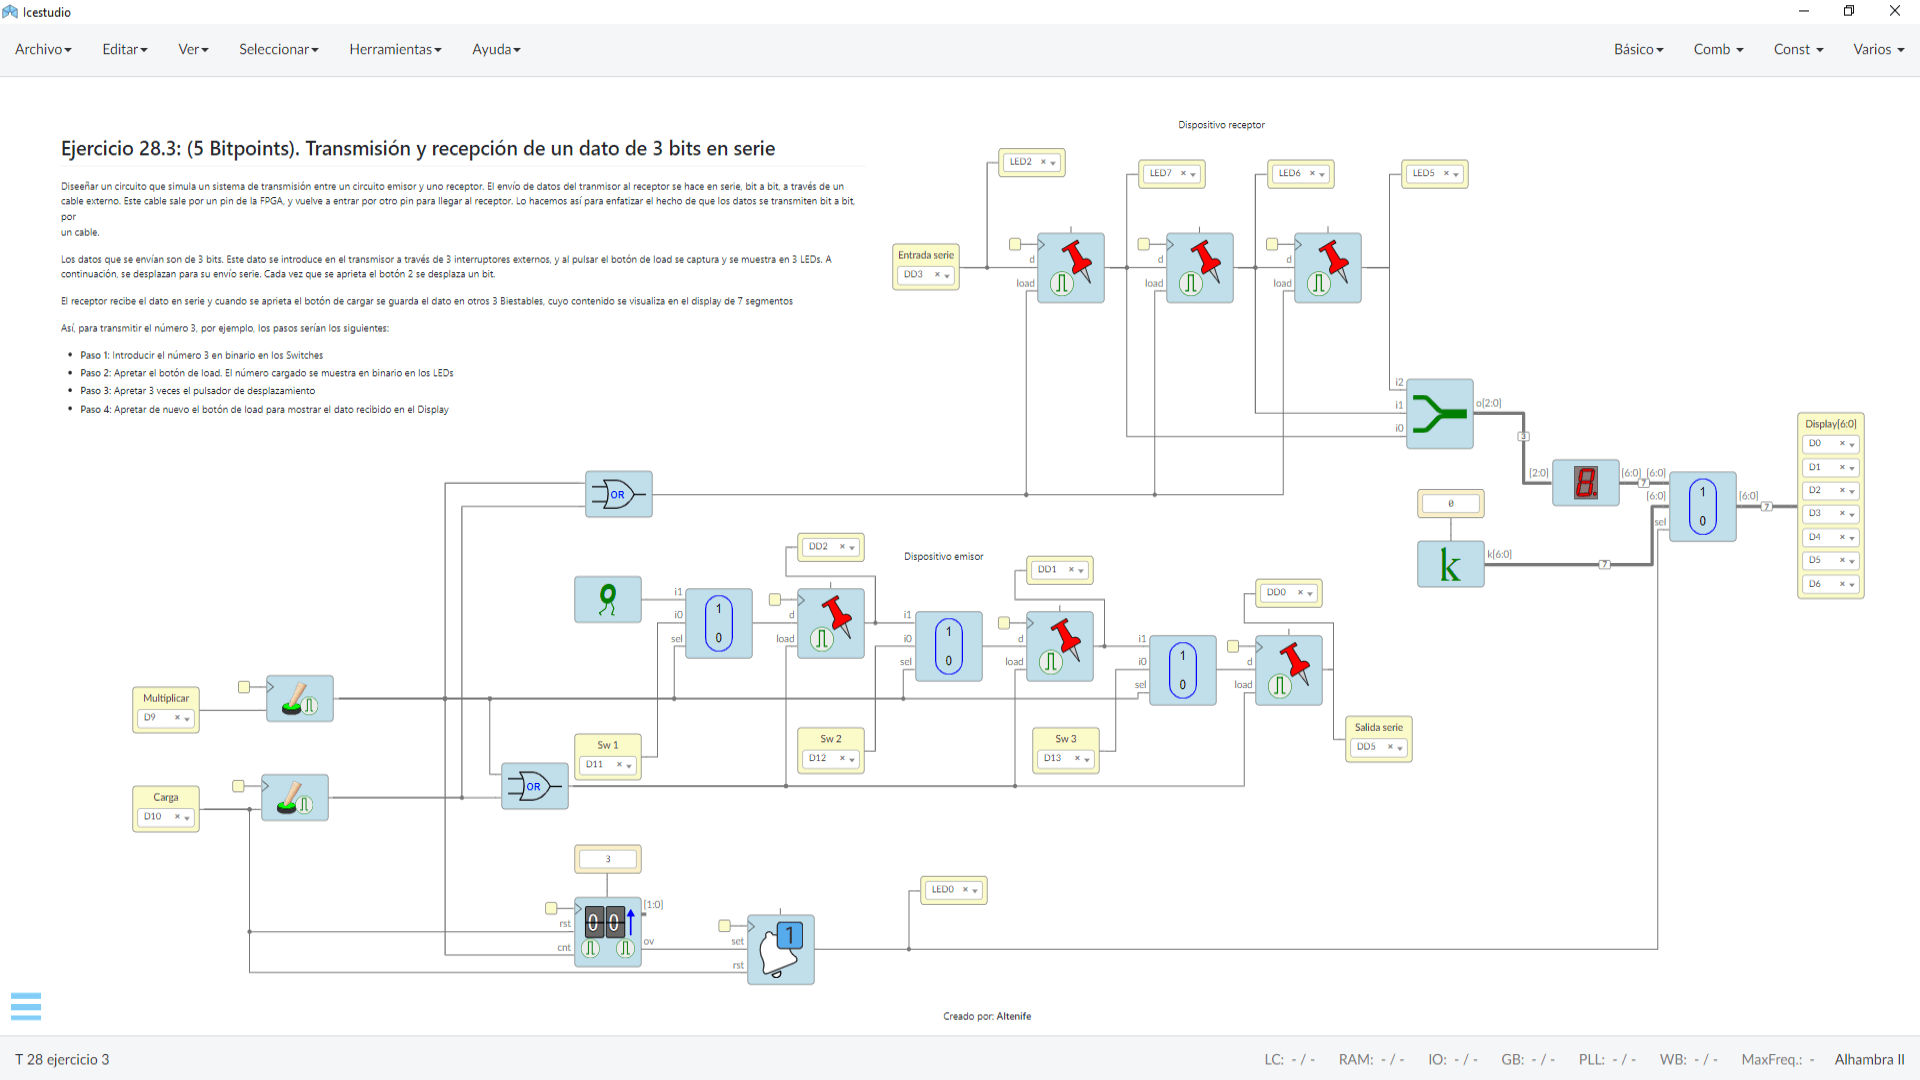 Icestudio
Archivo Editar Ver Seleccionar Herramientas Ayuda Básico Comb Const Varios
Ejercicio 28.3: (5 Bitpoints). Transmisión y recepción de un dato de 3 bits en serie
Diseeñar un circuito que simula un sistema de transmisión entre un circuito emisor y uno receptor. El envío de datos del tranmisor al receptor se hace en serie, bit a bit, a través de un
cable externo. Este cable sale por un pin de la FPGA, y vuelve a entrar por otro pin para llegar al receptor. Lo hacemos así para enfatizar el hecho de que los datos se transmiten bit a bit,
por
un cable.
Los datos que se envían son de 3 bits. Este dato se introduce en el transmisor a través de 3 interruptores externos, y al pulsar el botón de load se captura y se muestra en 3 LEDs. A
continuación, se desplazan para su envío serie. Cada vez que se aprieta el botón 2 se desplaza un bit.
El receptor recibe el dato en serie y cuando se aprieta el botón de cargar se guarda el dato en otros 3 Biestables, cuyo contenido se visualiza en el display de 7 segmentos
Así, para transmitir el número 3, por ejemplo, los pasos serían los siguientes:
• Paso 1: Introducir el número 3 en binario en los Switches
• Paso 2: Apretar el botón de load. El número cargado se muestra en binario en los LEDs
• Paso 3: Apretar 3 veces el pulsador de desplazamiento
• Paso 4: Apretar de nuevo el botón de load para mostrar el dato recibido en el Display
Dispositivo receptor
LED2
LED7
LED6
LED5
Entrada serie
DD3
d
load
d
load
d
load
i2
i1
i0
o[2:0]
3
[2:0]
8.
[6:0]
7
[6:0]
[6:0]
sel
1
0
[6:0]
7
Display[6:0]
D0
D1
D2
D3
D4
D5
D6
0
k
k[6:0]
7
OR
Dispositivo emisor
DD2
DD1
DD0
i1
i0
sel
1
0
d
load
i1
i0
sel
1
0
d
load
i1
i0
sel
1
0
d
load
Multiplicar
D9
Sw 1
D11
Sw 2
D12
Sw 3
D13
Salida serie
DD5
OR
Carga
D10
3
[1:0]
rst
cnt
00
ov
set
rst
1
LED0
Creado por: Altenife
T 28 ejercicio 3
LC: - / - RAM: - / - IO: - / - GB: - / - PLL: - / - WB: - / - MaxFreq.: - Alhambra II